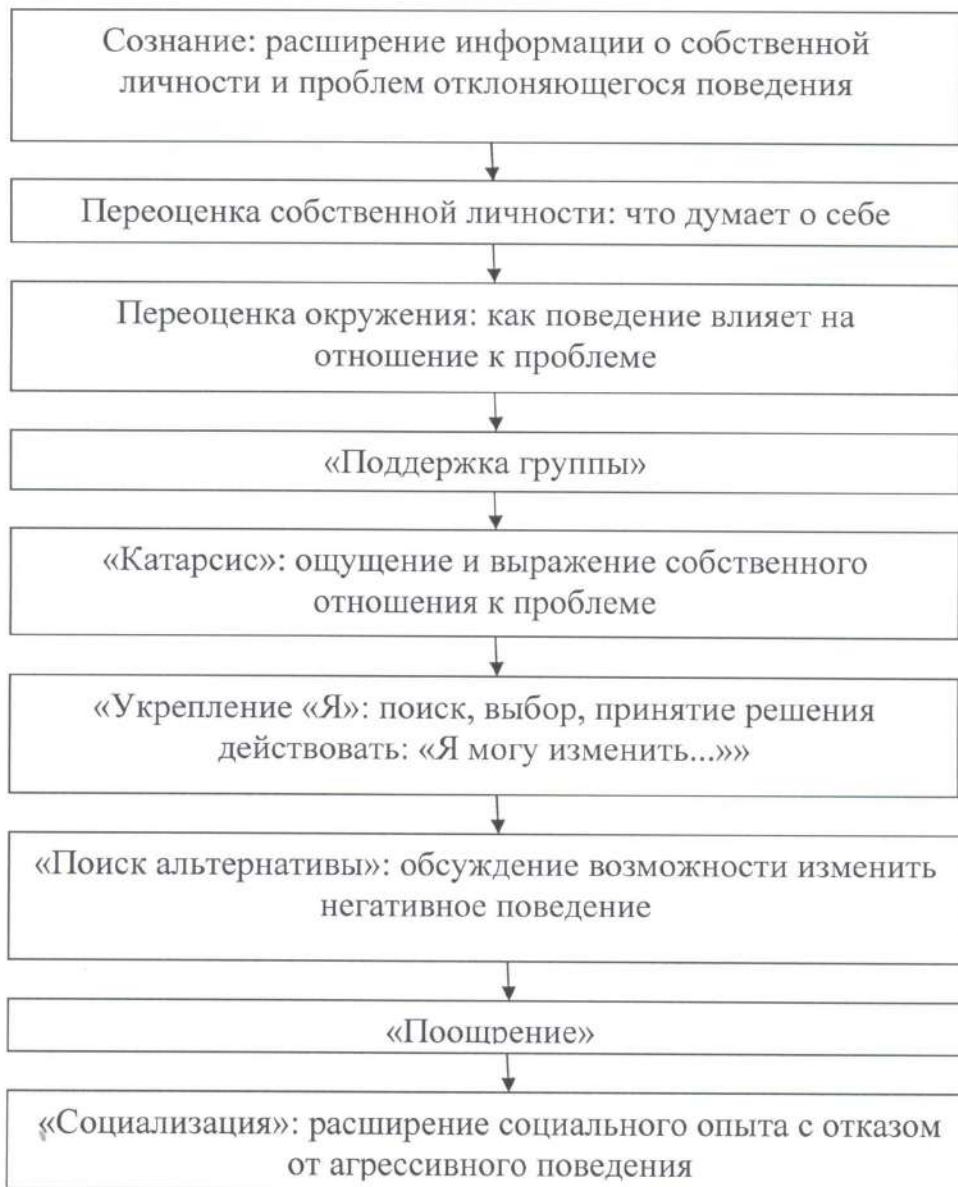 Сознание: расширение информации о собственной
личности и проблем отклоняющегося поведения
Переоценка собственной личности: что думает о себе
Переоценка окружения: как поведение влияет на
отношение к проблеме
«Поддержка группы»
«Катарсис»: ощущение и выражение собственного
отношения к проблеме
«Укрепление «Я»: поиск, выбор, принятие решения
действовать: «Я могу изменить...»»
«Поиск альтернативы»: обсуждение возможности изменить
негативное поведение
«Поощрение»
«Социализация»: расширение социального опыта с отказом
от агрессивного поведения